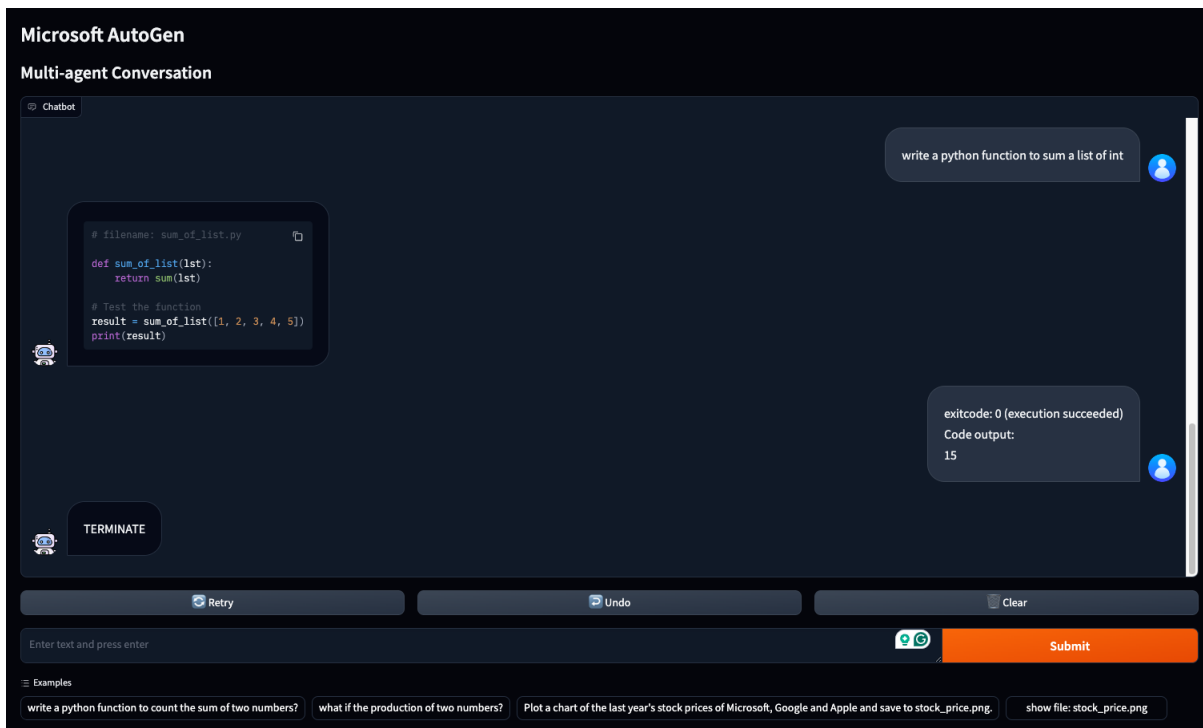 Microsoft AutoGen
Multi-agent Conversation
Chatbot
write a python function to sum a list of int
# filename: sum_of_list.py
def sum_of_list(lst):
    return sum(lst)
# Test the function
result = sum_of_list([1, 2, 3, 4, 5])
print(result)
exitcode: 0 (execution succeeded)
Code output:
15
TERMINATE
Retry
Undo
Clear
Enter text and press enter
Submit
Examples
write a python function to count the sum of two numbers?
what if the production of two numbers?
Plot a chart of the last year's stock prices of Microsoft, Google and Apple and save to stock_price.png.
show file: stock_price.png